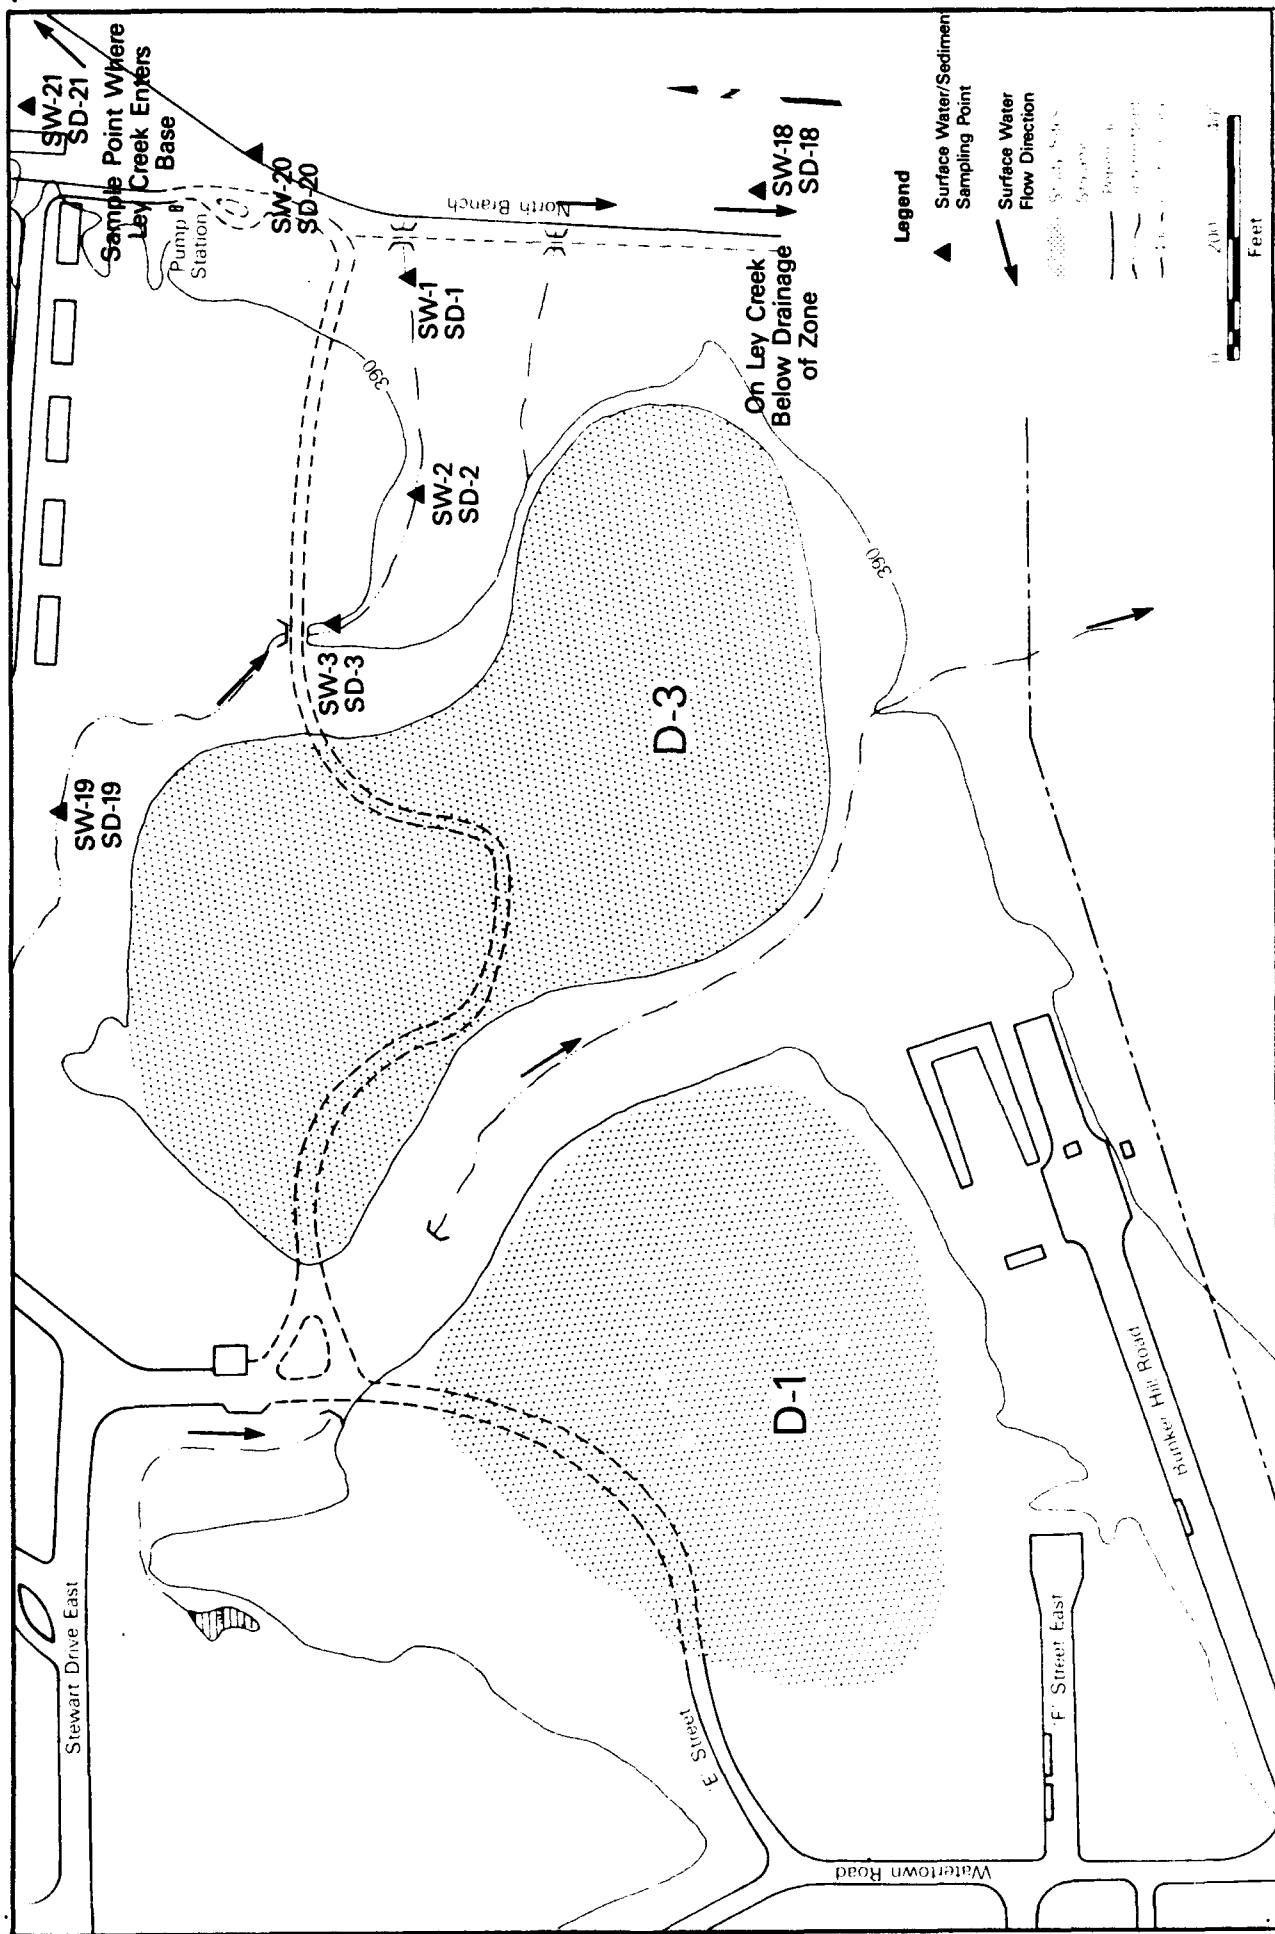 SW-21
SD-21
Sample Point Where
Ley Creek Enters
Base
Pump
Station
SW-20
SD-20
North Branch
SW-18
SD-18
On Ley Creek
Below Drainage
of Zone
SW-1
SD-1
390
SW-2
SD-2
SW-3
SD-3
SW-19
SD-19
D-3
390
D-1
Stewart Drive East
'E' Street
Watertown Road
'F' Street East
Bunker Hill Road
Legend
Surface Water/Sediment
Sampling Point
Surface Water
Flow Direction
0 200
Feet